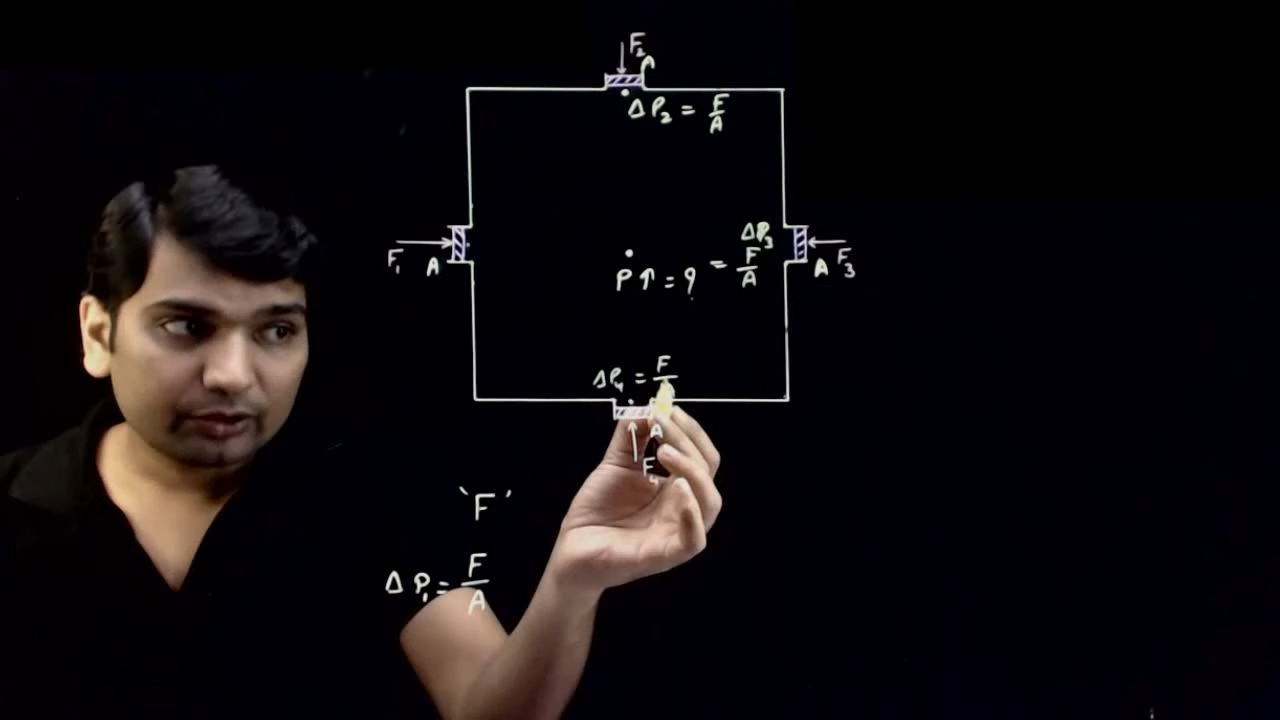 F₂
A
ΔP₂ = F/A
F₁ A
ΔP₃
P↑ = ? = F/A
A F₃
ΔP₄ = F/
A
F₄
'F'
ΔP₁ = F/A